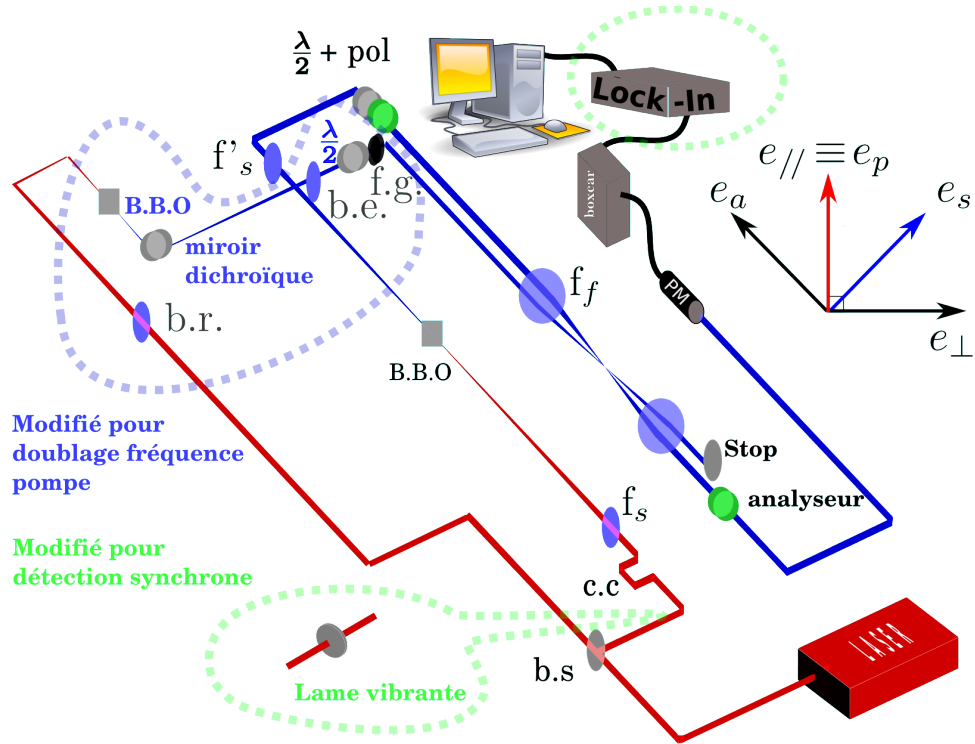 λ/2 + pol
Lock-In
f's
λ/2
f.g.
boxcar
e// ≡ ep
ea
es
B.B.O
b.e.
miroir
dichroïque
ff
PM
b.r.
e⊥
B.B.O
Modifié pour
doublage fréquence
pompe
Stop
analyseur
fs
Modifié pour
détection synchrone
c.c
LASER
b.s
Lame vibrante